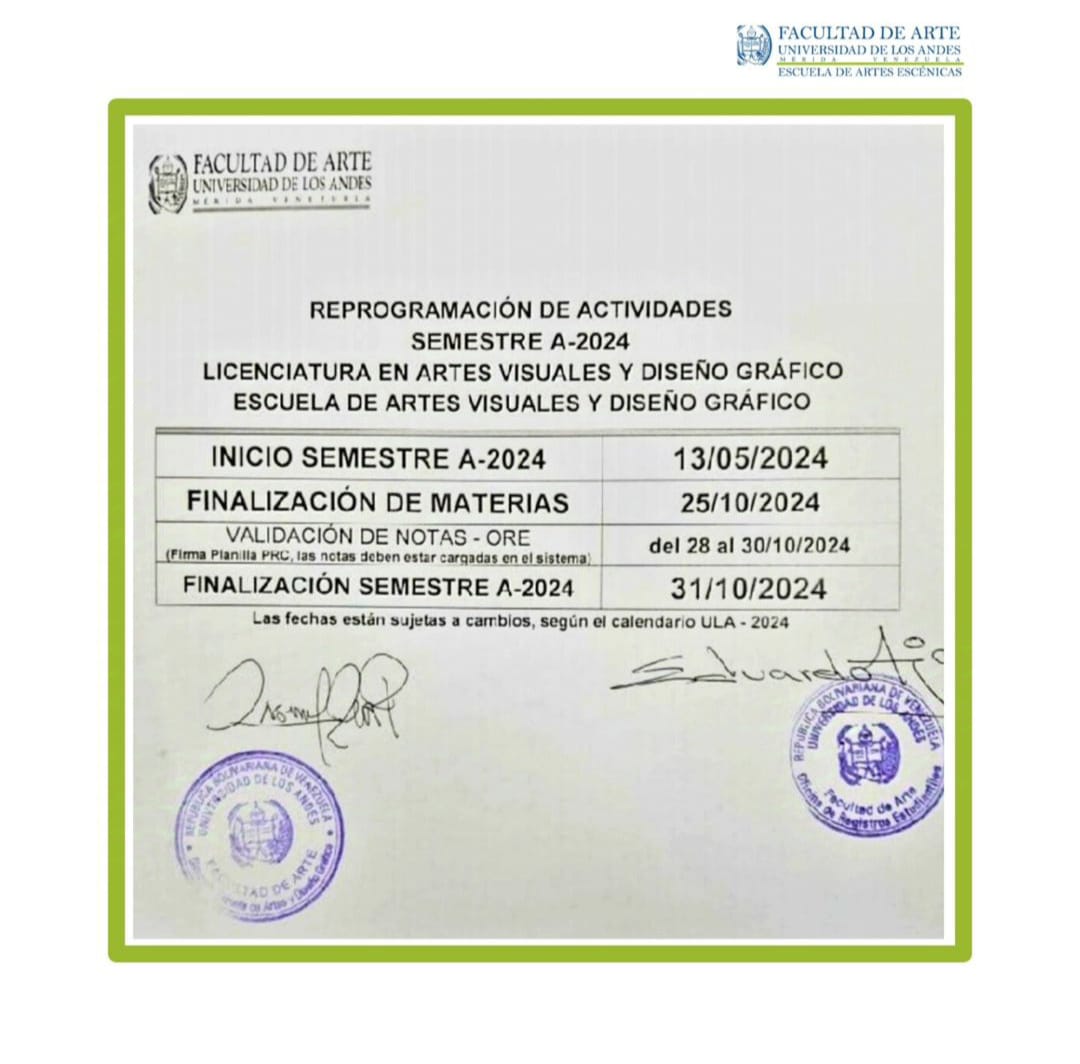 FACULTAD DE ARTE
UNIVERSIDAD DE LOS ANDES
MÉRIDA VENEZUELA
ESCUELA DE ARTES ESCÉNICAS
FACULTAD DE ARTE
UNIVERSIDAD DE LOS ANDES
MÉRIDA VENEZUELA
REPROGRAMACIÓN DE ACTIVIDADES
SEMESTRE A-2024
LICENCIATURA EN ARTES VISUALES Y DISEÑO GRÁFICO
ESCUELA DE ARTES VISUALES Y DISEÑO GRÁFICO
INICIO SEMESTRE A-2024 13/05/2024
FINALIZACIÓN DE MATERIAS 25/10/2024
VALIDACIÓN DE NOTAS - ORE
(Firma Planilla PRC, las notas deben estar cargadas en el sistema)
del 28 al 30/10/2024
FINALIZACIÓN SEMESTRE A-2024 31/10/2024
Las fechas están sujetas a cambios, según el calendario ULA - 2024
Eduardo
REPÚBLICA BOLIVARIANA DE VENEZUELA
UNIVERSIDAD DE LOS ANDES
Facultad de Arte
Oficina de Registros Estudiantiles
REPÚBLICA BOLIVARIANA DE VENEZUELA
UNIVERSIDAD DE LOS ANDES
FACULTAD DE ARTE